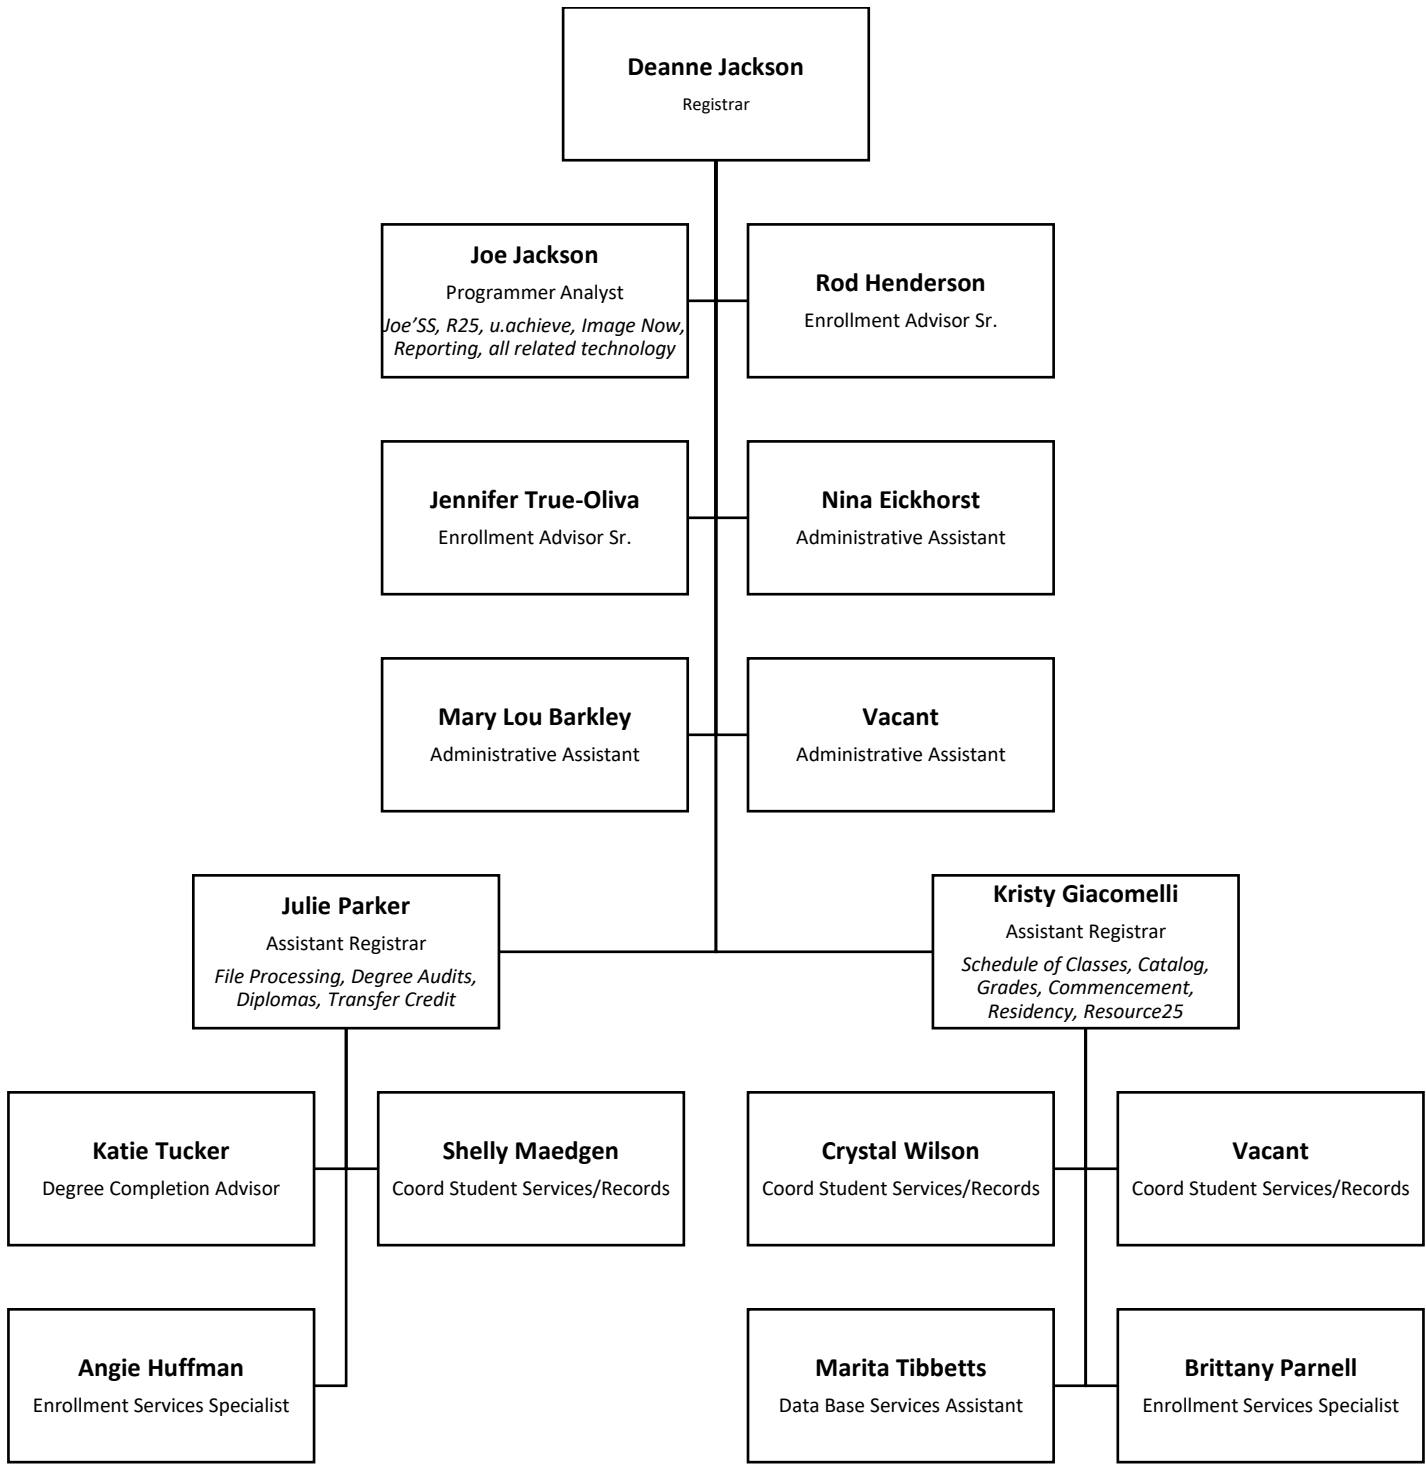 Deanne Jackson
Registrar
Joe Jackson
Programmer Analyst
Joe'SS, R25, u.achieve, Image Now,
Reporting, all related technology
Rod Henderson
Enrollment Advisor Sr.
Jennifer True-Oliva
Enrollment Advisor Sr.
Nina Eickhorst
Administrative Assistant
Mary Lou Barkley
Administrative Assistant
Vacant
Administrative Assistant
Julie Parker
Assistant Registrar
File Processing, Degree Audits,
Diplomas, Transfer Credit
Kristy Giacomelli
Assistant Registrar
Schedule of Classes, Catalog,
Grades, Commencement,
Residency, Resource25
Katie Tucker
Degree Completion Advisor
Shelly Maedgen
Coord Student Services/Records
Crystal Wilson
Coord Student Services/Records
Vacant
Coord Student Services/Records
Angie Huffman
Enrollment Services Specialist
Marita Tibbetts
Data Base Services Assistant
Brittany Parnell
Enrollment Services Specialist